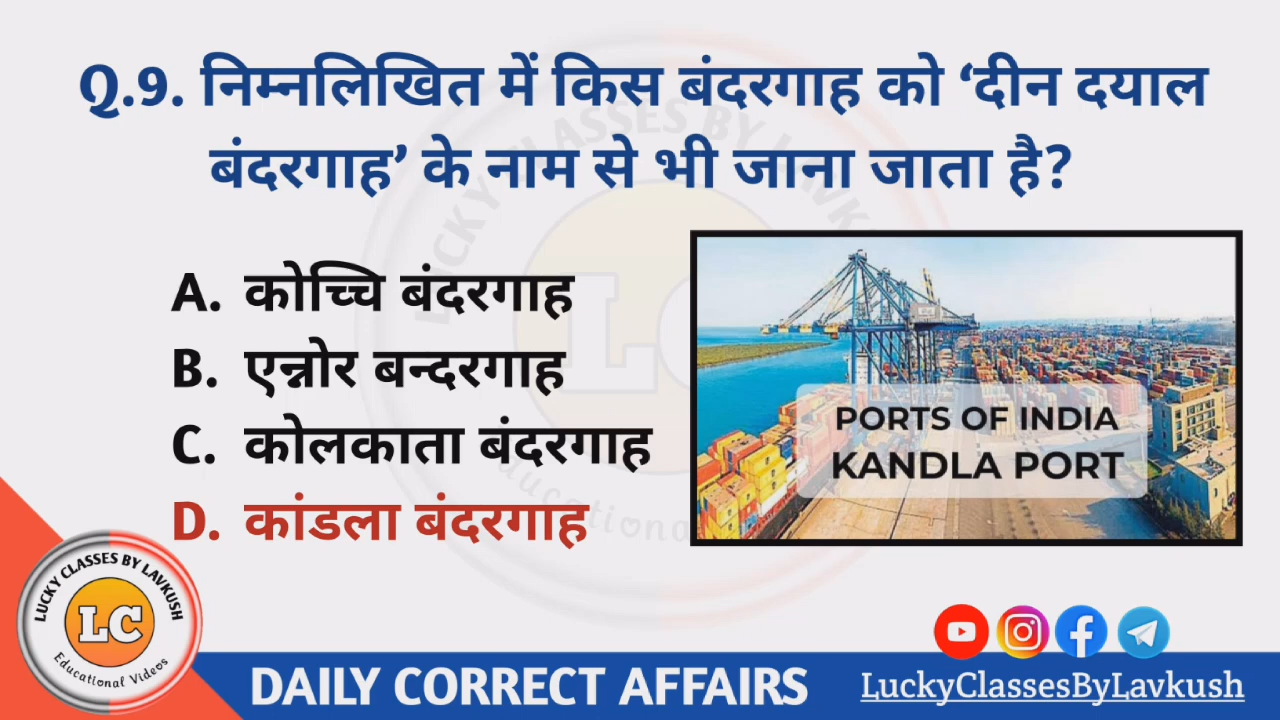 Q.9. निम्नलिखित में किस बंदरगाह को ‘दीन दयाल
बंदरगाह’ के नाम से भी जाना जाता है?
A. कोच्चि बंदरगाह
B. एन्नोर बन्दरगाह
C. कोलकाता बंदरगाह
D. कांडला बंदरगाह
PORTS OF INDIA
KANDLA PORT
LUCKY CLASSES BY LAVKUSH
LC
Educational Videos
DAILY CORRECT AFFAIRS
LuckyClassesByLavkush